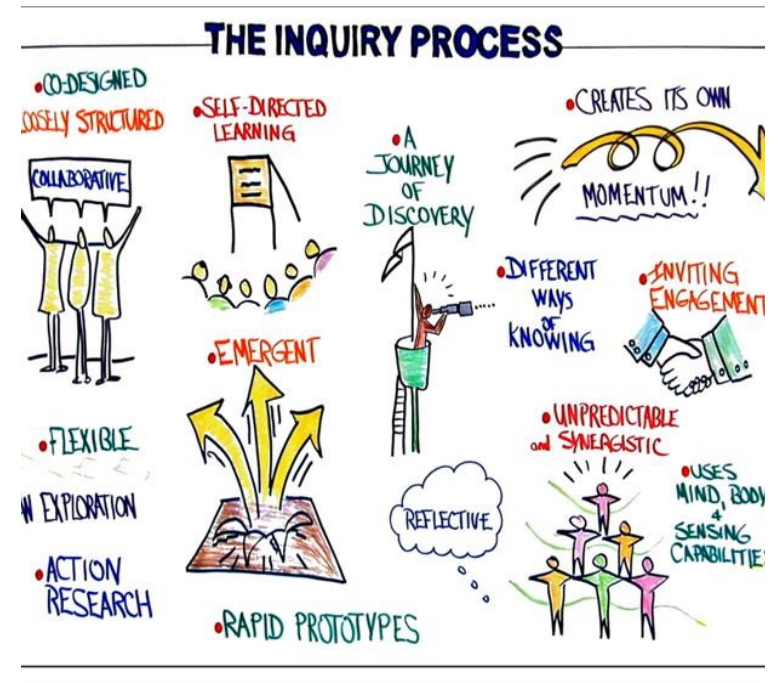 THE INQUIRY PROCESS
•CO-DESIGNED
OOSELY STRUCTURED
COLLABORATIVE
•SELF-DIRECTED
LEARNING
•A
JOURNEY
OF
DISCOVERY
•CREATES ITS OWN
MOMENTUM!!
•DIFFERENT
WAYS
OF
KNOWING
•INVITING
ENGAGEMENT
•EMERGENT
•FLEXIBLE
N EXPLORATION
•ACTION
RESEARCH
•RAPID PROTOTYPES
REFLECTIVE
•UNPREDICTABLE
and SYNERGISTIC
•USES
MIND, BODY
&
SENSING
CAPABILITIES